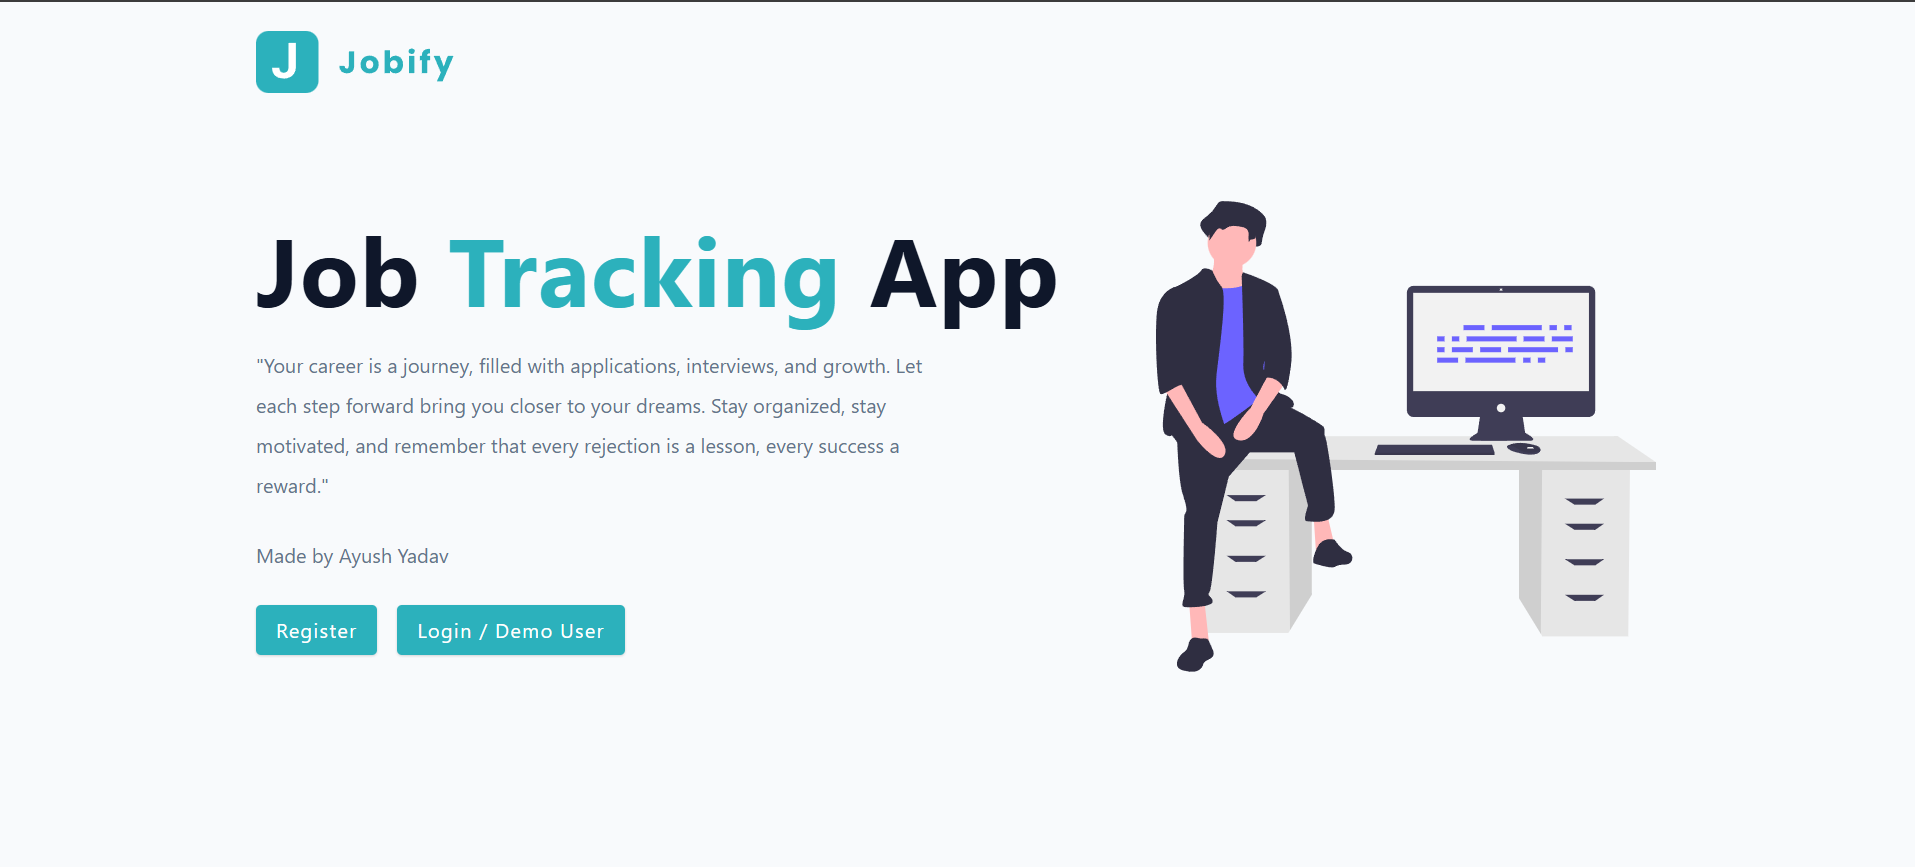 J Jobify
Job Tracking App
"Your career is a journey, filled with applications, interviews, and growth. Let
each step forward bring you closer to your dreams. Stay organized, stay
motivated, and remember that every rejection is a lesson, every success a
reward."
Made by Ayush Yadav
Register Login / Demo User